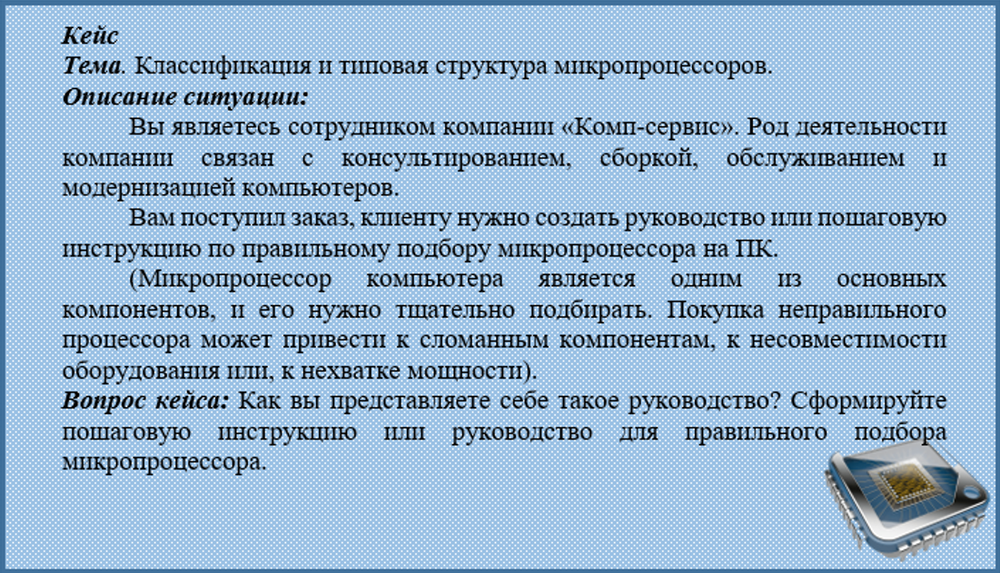 Кейс
Тема. Классификация и типовая структура микропроцессоров.
Описание ситуации:
Вы являетесь сотрудником компании «Комп-сервис». Род деятельности
компании связан с консультированием, сборкой, обслуживанием и
модернизацией компьютеров.
Вам поступил заказ, клиенту нужно создать руководство или пошаговую
инструкцию по правильному подбору микропроцессора на ПК.
(Микропроцессор компьютера является одним из основных
компонентов, и его нужно тщательно подбирать. Покупка неправильного
процессора может привести к сломанным компонентам, к несовместимости
оборудования или, к нехватке мощности).
Вопрос кейса: Как вы представляете себе такое руководство? Сформируйте
пошаговую инструкцию или руководство для правильного подбора
микропроцессора.